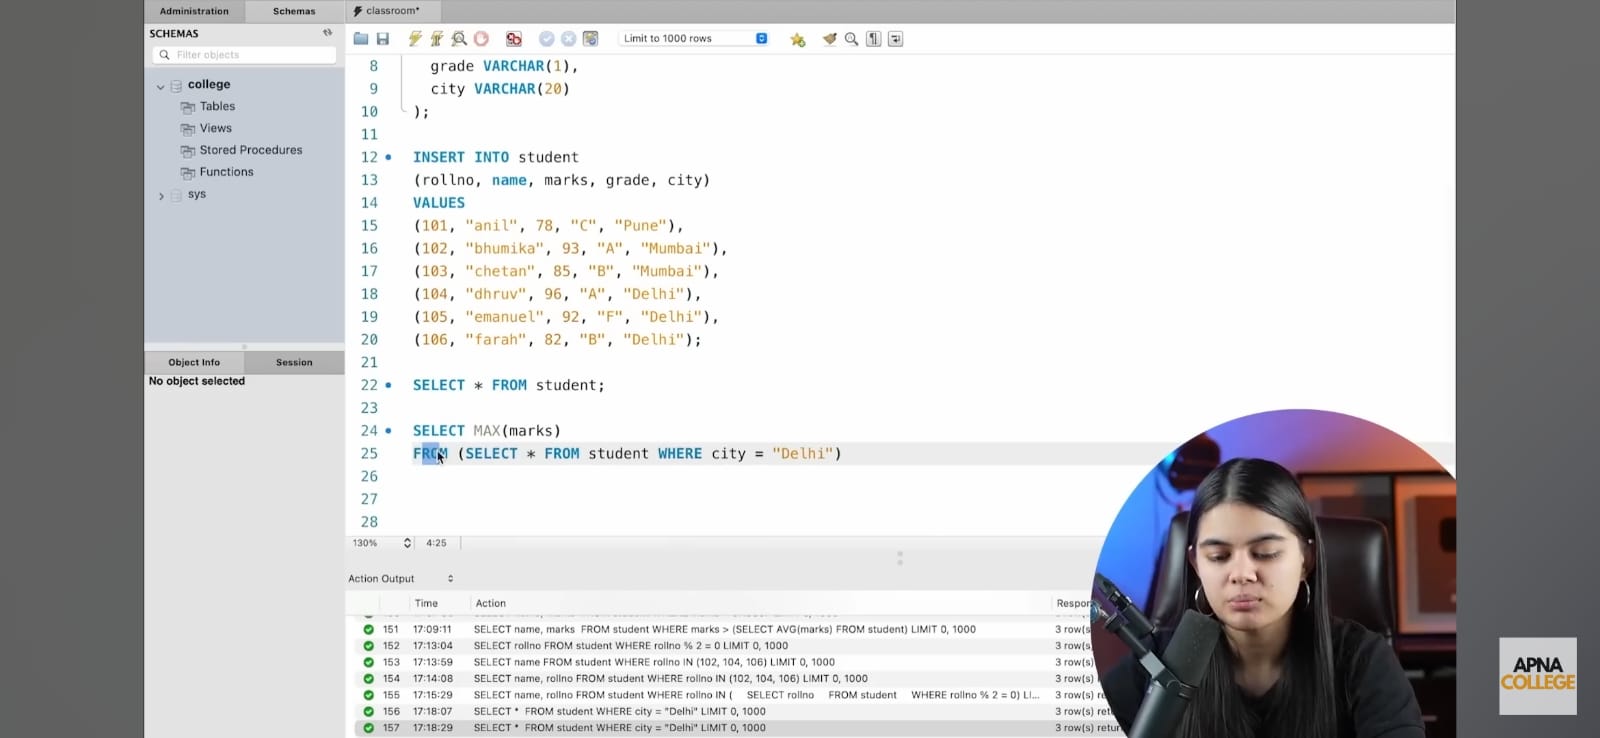 Administration Schemas classroom*
SCHEMAS
Filter objects
Limit to 1000 rows
college
Tables
Views
Stored Procedures
Functions
sys
8 grade VARCHAR(1),
9 city VARCHAR(20)
10 );
11
12 INSERT INTO student
13 (rollno, name, marks, grade, city)
14 VALUES
15 (101, "anil", 78, "C", "Pune"),
16 (102, "bhumika", 93, "A", "Mumbai"),
17 (103, "chetan", 85, "B", "Mumbai"),
18 (104, "dhruv", 96, "A", "Delhi"),
19 (105, "emanuel", 92, "F", "Delhi"),
20 (106, "farah", 82, "B", "Delhi");
21
22 SELECT * FROM student;
23
24 SELECT MAX(marks)
25 FROM (SELECT * FROM student WHERE city = "Delhi")
26
27
28
Object Info Session
No object selected
130% 4:25
Action Output
Time Action Respon
151 17:09:11 SELECT name, marks FROM student WHERE marks > (SELECT AVG(marks) FROM student) LIMIT 0, 1000 3 row(s)
152 17:13:04 SELECT rollno FROM student WHERE rollno % 2 = 0 LIMIT 0, 1000 3 row(s)
153 17:13:59 SELECT name FROM student WHERE rollno IN (102, 104, 106) LIMIT 0, 1000 3 row(s)
154 17:14:08 SELECT name, rollno FROM student WHERE rollno IN (102, 104, 106) LIMIT 0, 1000 3 row(s)
155 17:15:29 SELECT name, rollno FROM student WHERE rollno IN ( SELECT rollno FROM student WHERE rollno % 2 = 0) LI... 3 row(s) re
156 17:18:07 SELECT * FROM student WHERE city = "Delhi" LIMIT 0, 1000 3 row(s) ret
157 17:18:29 SELECT * FROM student WHERE city = "Delhi" LIMIT 0, 1000 3 row(s) retur
APNA
COLLEGE